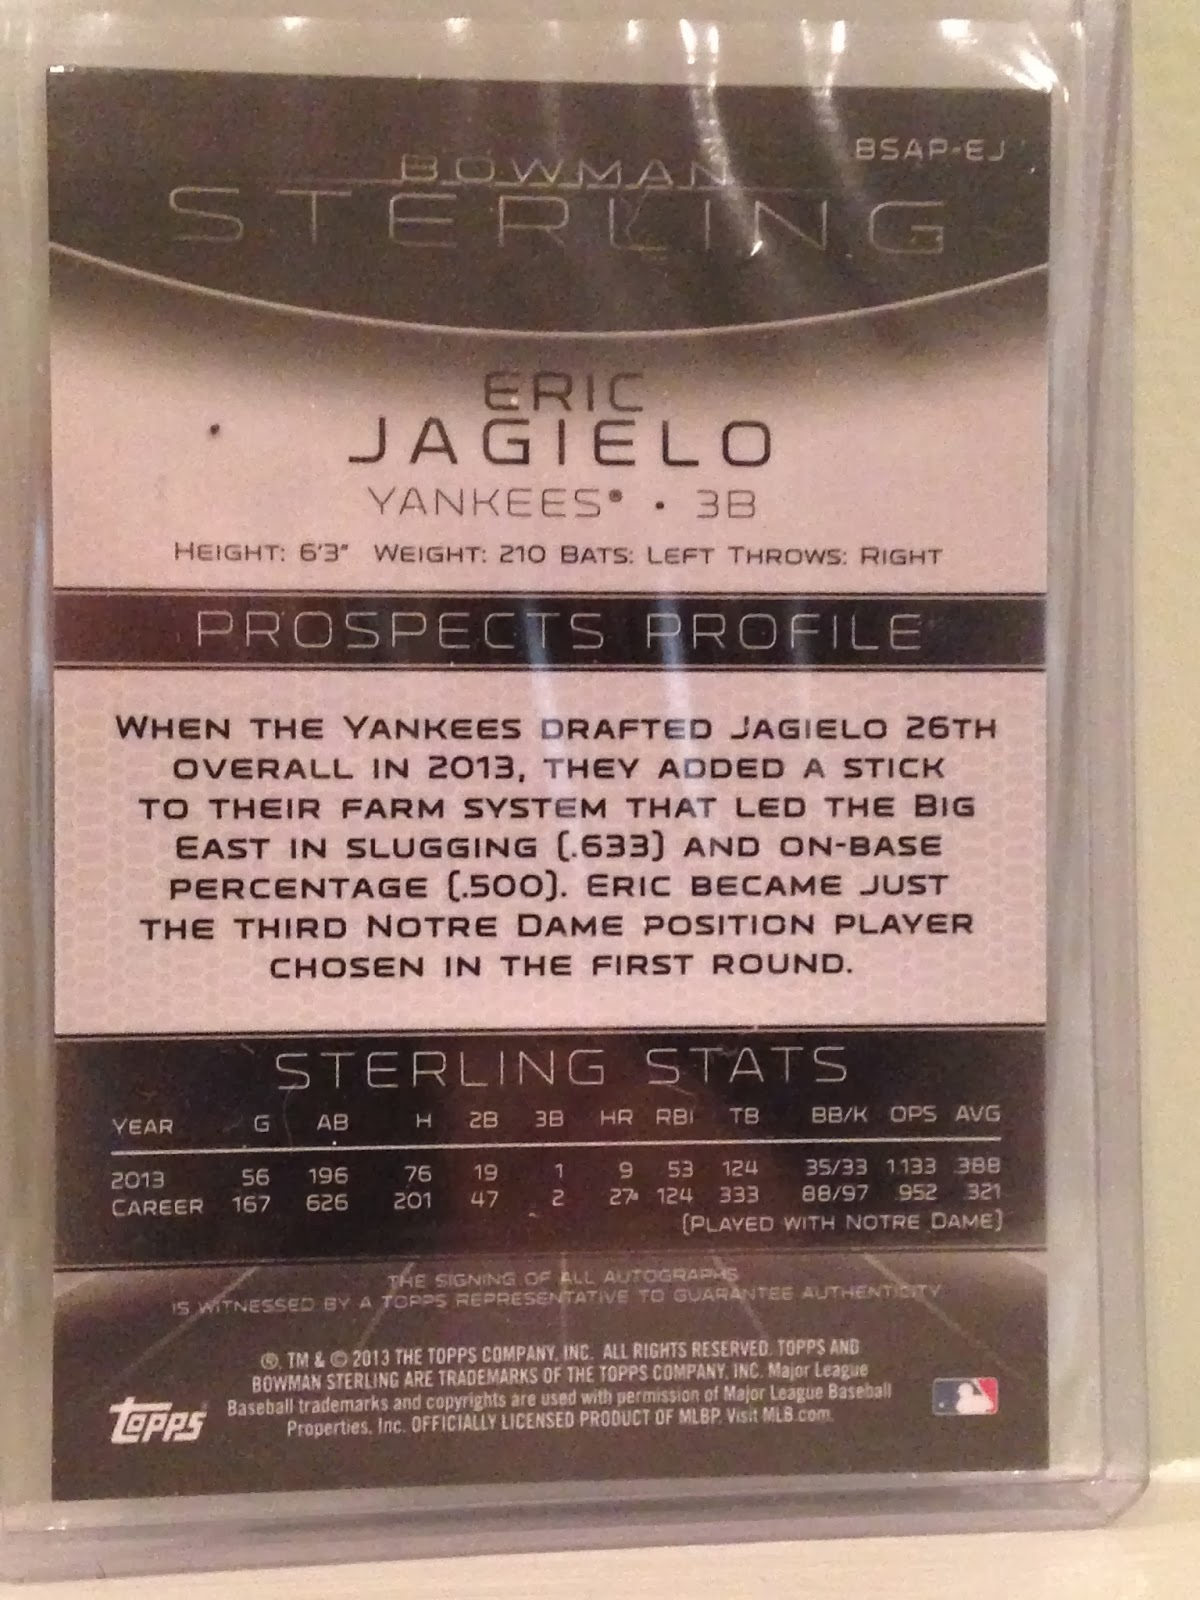 BSAP-EJ
BOWMAN
STERLING
ERIC
JAGIELO
YANKEES® • 3B
HEIGHT: 6'3" WEIGHT: 210 BATS: LEFT THROWS: RIGHT
PROSPECTS PROFILE
WHEN THE YANKEES DRAFTED JAGIELO 26TH
OVERALL IN 2013, THEY ADDED A STICK
TO THEIR FARM SYSTEM THAT LED THE BIG
EAST IN SLUGGING (.633) AND ON-BASE
PERCENTAGE (.500). ERIC BECAME JUST
THE THIRD NOTRE DAME POSITION PLAYER
CHOSEN IN THE FIRST ROUND.
STERLING STATS
YEAR G AB H 2B 3B HR RBI TB BB/K OPS AVG
2013 56 196 76 19 1 9 53 124 35/33 1.133 .388
CAREER 167 626 201 47 2 27 124 333 88/97 .952 .321
(PLAYED WITH NOTRE DAME)
THE SIGNING OF ALL AUTOGRAPHS
IS WITNESSED BY A TOPPS REPRESENTATIVE TO GUARANTEE AUTHENTICITY
®, TM & © 2013 THE TOPPS COMPANY, INC. ALL RIGHTS RESERVED. TOPPS AND
BOWMAN STERLING ARE TRADEMARKS OF THE TOPPS COMPANY, INC. Major League
Baseball trademarks and copyrights are used with permission of Major League Baseball
Properties, Inc. OFFICIALLY LICENSED PRODUCT OF MLBP. Visit MLB.com.
TOPPS